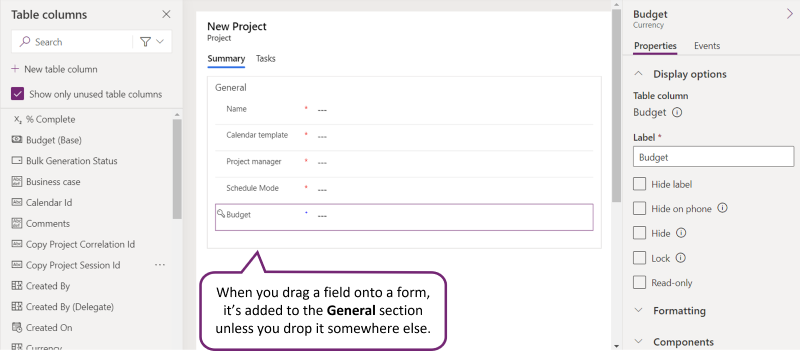 Table columns
Search
New table column
Show only unused table columns
% Complete
Budget (Base)
Bulk Generation Status
Business case
Calendar Id
Comments
Copy Project Correlation Id
Copy Project Session Id ...
Created By
Created By (Delegate)
Created On
Currency
New Project
Project
Summary Tasks
General
Name * ---
Calendar template * ---
Project manager * ---
Schedule Mode * ---
Budget * ---
When you drag a field onto a form,
it's added to the General section
unless you drop it somewhere else.
Budget
Currency
Properties Events
Display options
Table column
Budget
Label *
Budget
Hide label
Hide on phone
Hide
Lock
Read-only
Formatting
Components